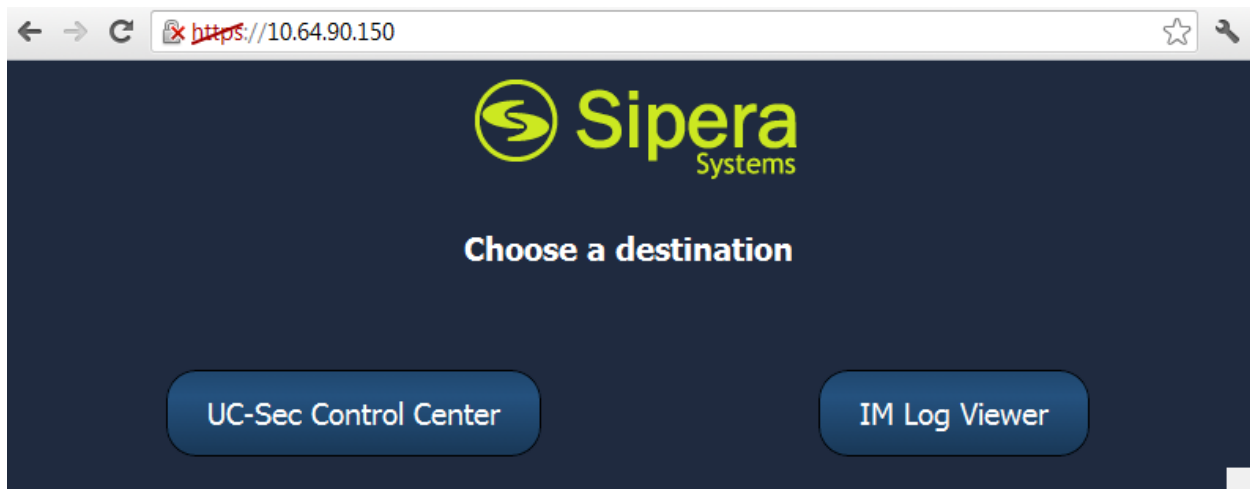 https://10.64.90.150
Sipera
Systems
Choose a destination
UC-Sec Control Center
IM Log Viewer